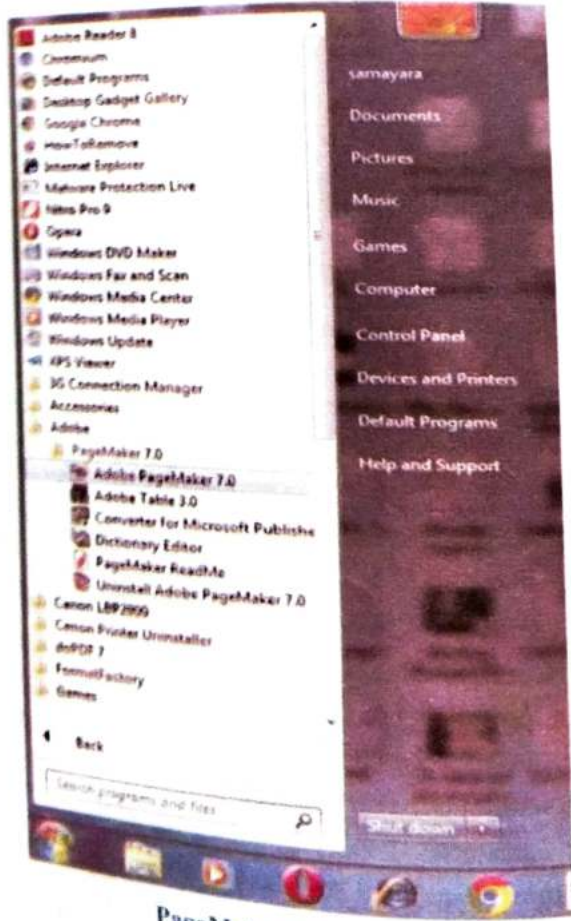 Adobe Reader 8
Chromium
Default Programs
Desktop Gadget Gallery
Google Chrome
HowToRemove
Internet Explorer
Malware Protection Live
Nitro Pro 9
Opera
Windows DVD Maker
Windows Fax and Scan
Windows Media Center
Windows Media Player
Windows Update
XPS Viewer
3G Connection Manager
Accessories
Adobe
PageMaker 7.0
Adobe PageMaker 7.0
Adobe Table 3.0
Converter for Microsoft Publishe
Dictionary Editor
PageMaker ReadMe
Uninstall Adobe PageMaker 7.0
Canon LBP2900
Canon Printer Uninstaller
doPDF 7
FormatFactory
Games
Back
Search programs and files
samayara
Documents
Pictures
Music
Games
Computer
Control Panel
Devices and Printers
Default Programs
Help and Support
Shut down